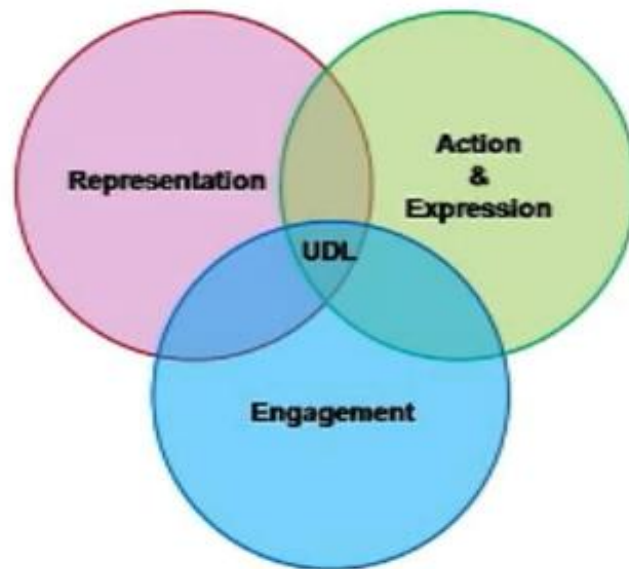 Representation
Action
&
Expression
UDL
Engagement